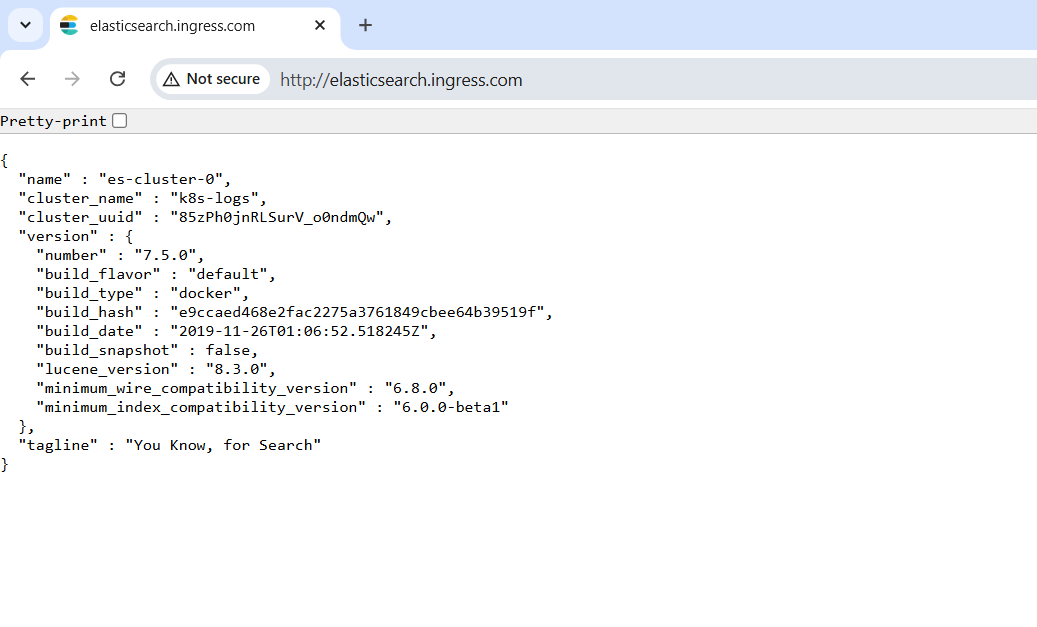 elasticsearch.ingress.com
Not secure http://elasticsearch.ingress.com
Pretty-print
{
  "name" : "es-cluster-0",
  "cluster_name" : "k8s-logs",
  "cluster_uuid" : "85zPh0jnRLSurV_o0ndmQw",
  "version" : {
    "number" : "7.5.0",
    "build_flavor" : "default",
    "build_type" : "docker",
    "build_hash" : "e9ccaed468e2fac2275a3761849cbee64b39519f",
    "build_date" : "2019-11-26T01:06:52.518245Z",
    "build_snapshot" : false,
    "lucene_version" : "8.3.0",
    "minimum_wire_compatibility_version" : "6.8.0",
    "minimum_index_compatibility_version" : "6.0.0-beta1"
  },
  "tagline" : "You Know, for Search"
}